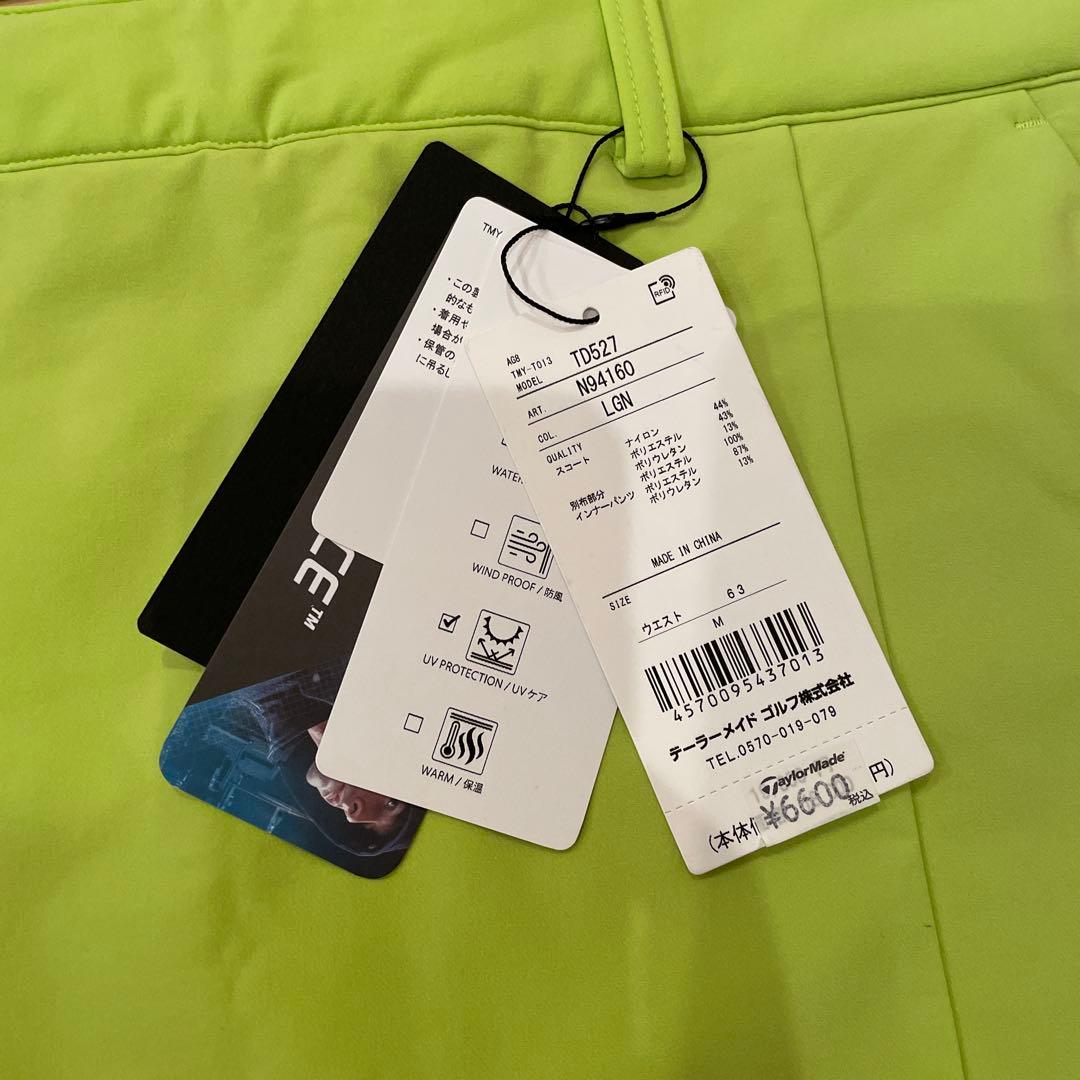 TMY
・この
的なも
・着用や
場合が
・保管の
に吊るし
WATER
WIND PROOF / 防風
UV PROTECTION / UVケア
WARM / 保温
CE™
RFID
AG8
TMY-T013
MODEL TD527
ART. N94160
COL. LGN
QUALITY
スコート ナイロン 44%
ポリエステル 43%
ポリウレタン 13%
別布部分 ポリエステル 100%
インナーパンツ ポリエステル 87%
ポリウレタン 13%
MADE IN CHINA
SIZE
ウエスト 63
M
4570095437013
テーラーメイド ゴルフ株式会社
TEL.0570-019-079
TaylorMade
¥6600 税込
(本体価 円)